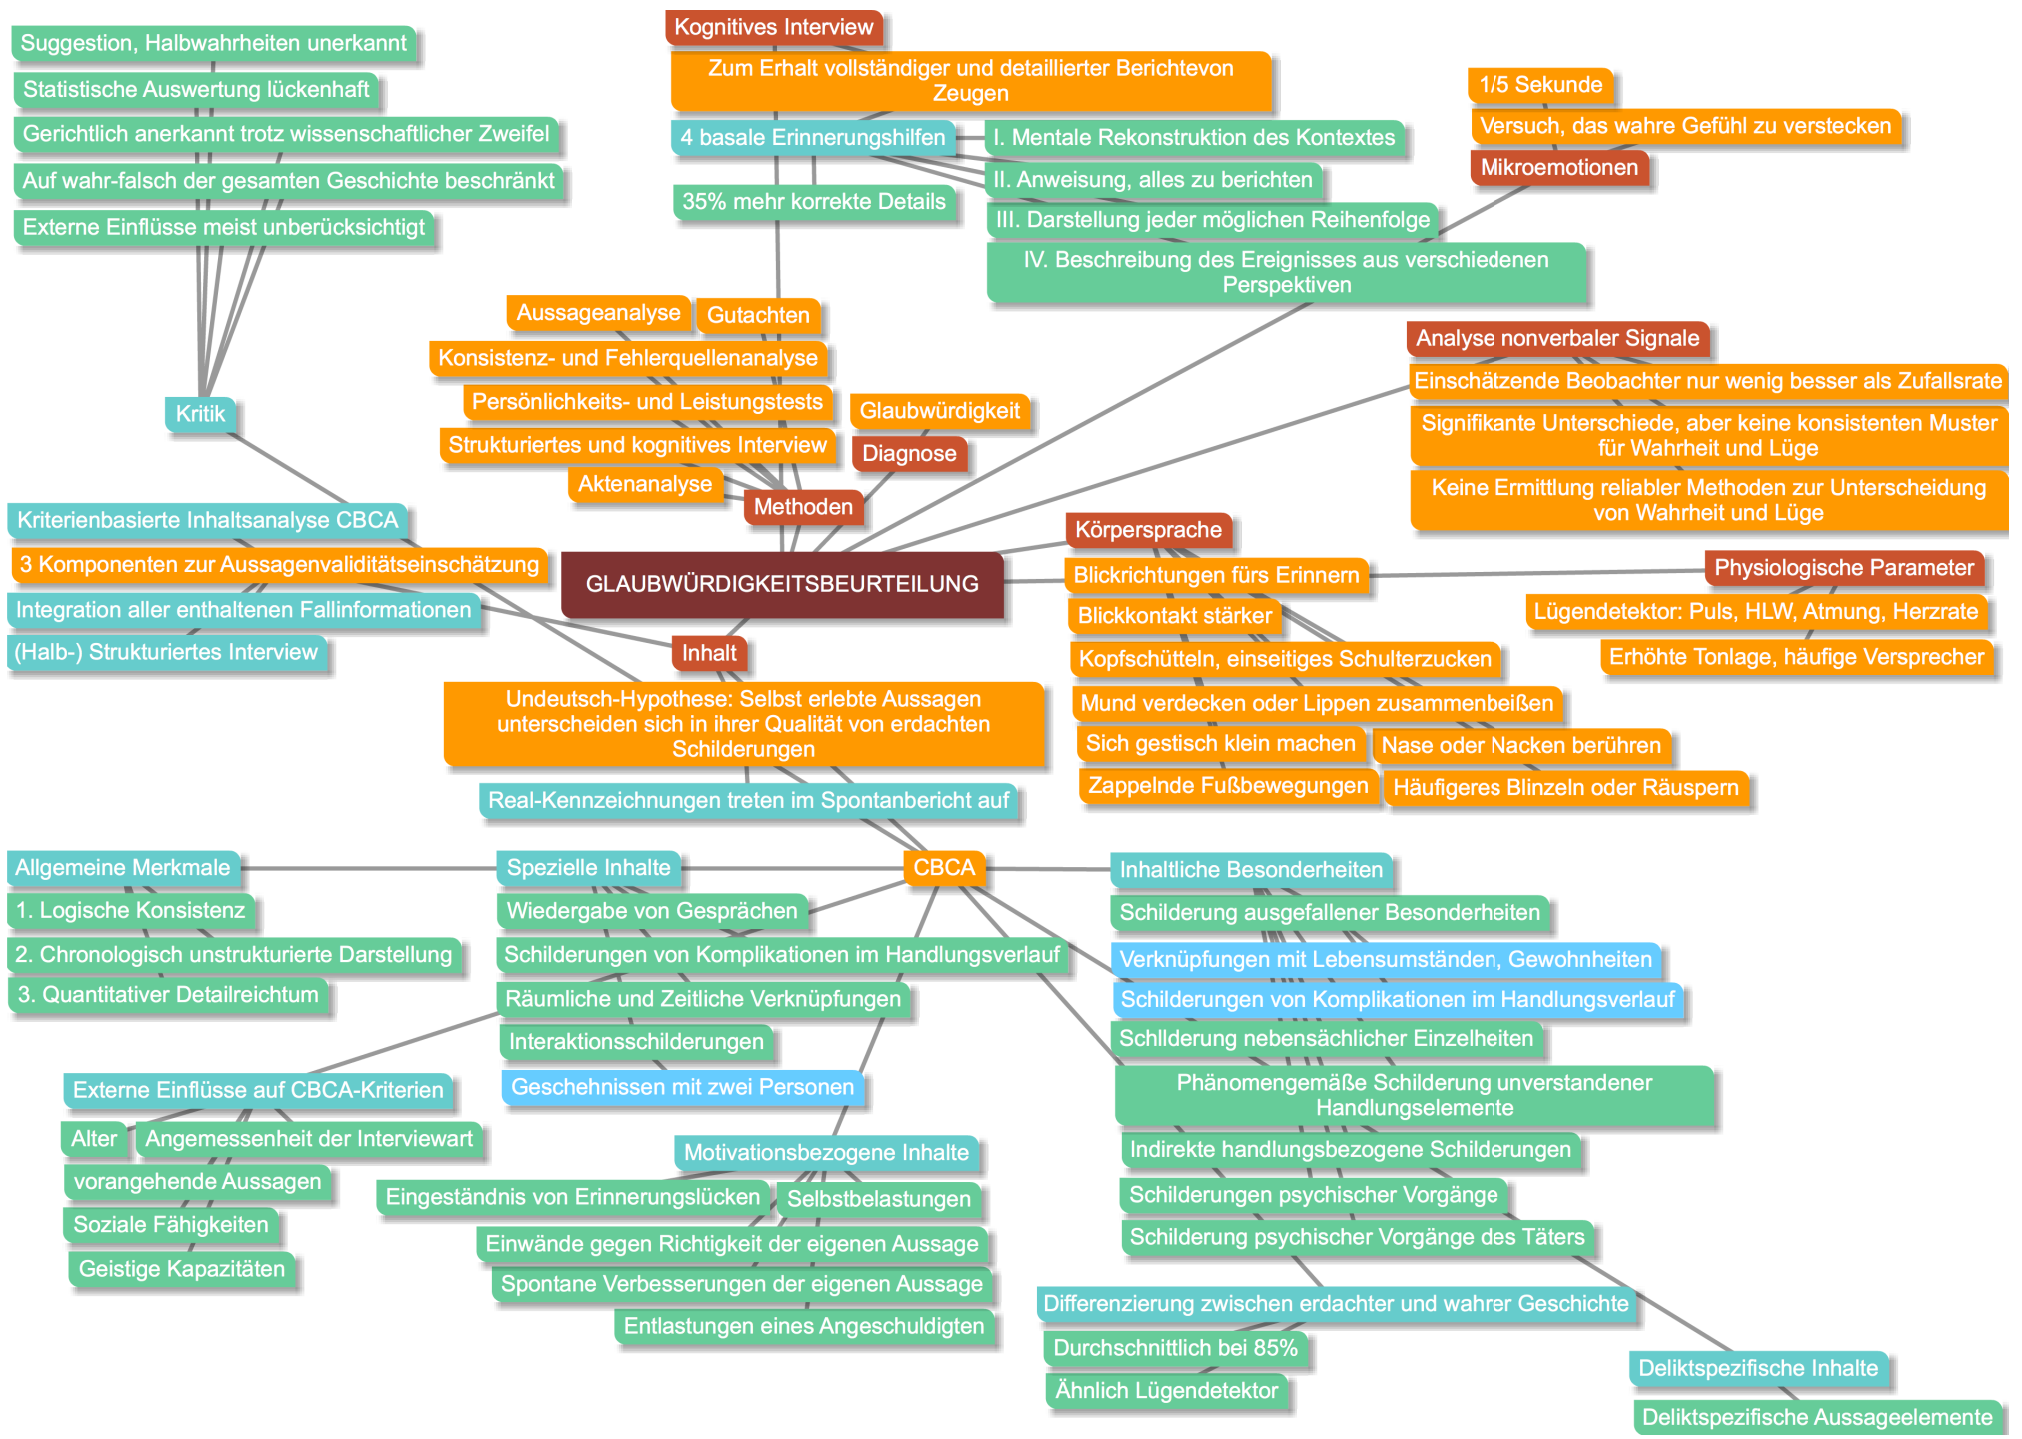 Kognitives Interview
Zum Erhalt vollständiger und detaillierter Berichtevon
Zeugen
4 basale Erinnerungshilfen
I. Mentale Rekonstruktion des Kontextes
II. Anweisung, alles zu berichten
III. Darstellung jeder möglichen Reihenfolge
IV. Beschreibung des Ereignisses aus verschiedenen
Perspektiven
35% mehr korrekte Details
Suggestion, Halbwahrheiten unerkannt
Statistische Auswertung lückenhaft
Gerichtlich anerkannt trotz wissenschaftlicher Zweifel
Auf wahr-falsch der gesamten Geschichte beschränkt
Externe Einflüsse meist unberücksichtigt
Kritik
1/5 Sekunde
Versuch, das wahre Gefühl zu verstecken
Mikroemotionen
Aussageanalyse
Gutachten
Konsistenz- und Fehlerquellenanalyse
Persönlichkeits- und Leistungstests
Strukturiertes und kognitives Interview
Aktenanalyse
Methoden
Glaubwürdigkeit
Diagnose
Analyse nonverbaler Signale
Einschätzende Beobachter nur wenig besser als Zufallsrate
Signifikante Unterschiede, aber keine konsistenten Muster
für Wahrheit und Lüge
Keine Ermittlung reliabler Methoden zur Unterscheidung
von Wahrheit und Lüge
Kriterienbasierte Inhaltsanalyse CBCA
3 Komponenten zur Aussagenvaliditätseinschätzung
Integration aller enthaltenen Fallinformationen
(Halb-) Strukturiertes Interview
GLAUBWÜRDIGKEITSBEURTEILUNG
Körpersprache
Blickrichtungen fürs Erinnern
Blickkontakt stärker
Kopfschütteln, einseitiges Schulterzucken
Mund verdecken oder Lippen zusammenbeißen
Sich gestisch klein machen
Nase oder Nacken berühren
Zappelnde Fußbewegungen
Häufigeres Blinzeln oder Räuspern
Physiologische Parameter
Lügendetektor: Puls, HLW, Atmung, Herzrate
Erhöhte Tonlage, häufige Versprecher
Inhalt
Undeutsch-Hypothese: Selbst erlebte Aussagen
unterscheiden sich in ihrer Qualität von erdachten
Schilderungen
Real-Kennzeichnungen treten im Spontanbericht auf
CBCA
Allgemeine Merkmale
1. Logische Konsistenz
2. Chronologisch unstrukturierte Darstellung
3. Quantitativer Detailreichtum
Spezielle Inhalte
Wiedergabe von Gesprächen
Schilderungen von Komplikationen im Handlungsverlauf
Räumliche und Zeitliche Verknüpfungen
Interaktionsschilderungen
Geschehnissen mit zwei Personen
Inhaltliche Besonderheiten
Schilderung ausgefallener Besonderheiten
Verknüpfungen mit Lebensumständen, Gewohnheiten
Schilderungen von Komplikationen im Handlungsverlauf
Schllderung nebensächlicher Einzelheiten
Phänomengemäße Schilderung unverstandener
Handlungselemente
Indirekte handlungsbezogene Schilderungen
Schilderungen psychischer Vorgänge
Schilderung psychischer Vorgänge des Täters
Externe Einflüsse auf CBCA-Kriterien
Alter
Angemessenheit der Interviewart
vorangehende Aussagen
Soziale Fähigkeiten
Geistige Kapazitäten
Motivationsbezogene Inhalte
Eingeständnis von Erinnerungslücken
Selbstbelastungen
Einwände gegen Richtigkeit der eigenen Aussage
Spontane Verbesserungen der eigenen Aussage
Entlastungen eines Angeschuldigten
Differenzierung zwischen erdachter und wahrer Geschichte
Durchschnittlich bei 85%
Ähnlich Lügendetektor
Deliktspezifische Inhalte
Deliktspezifische Aussageelemente